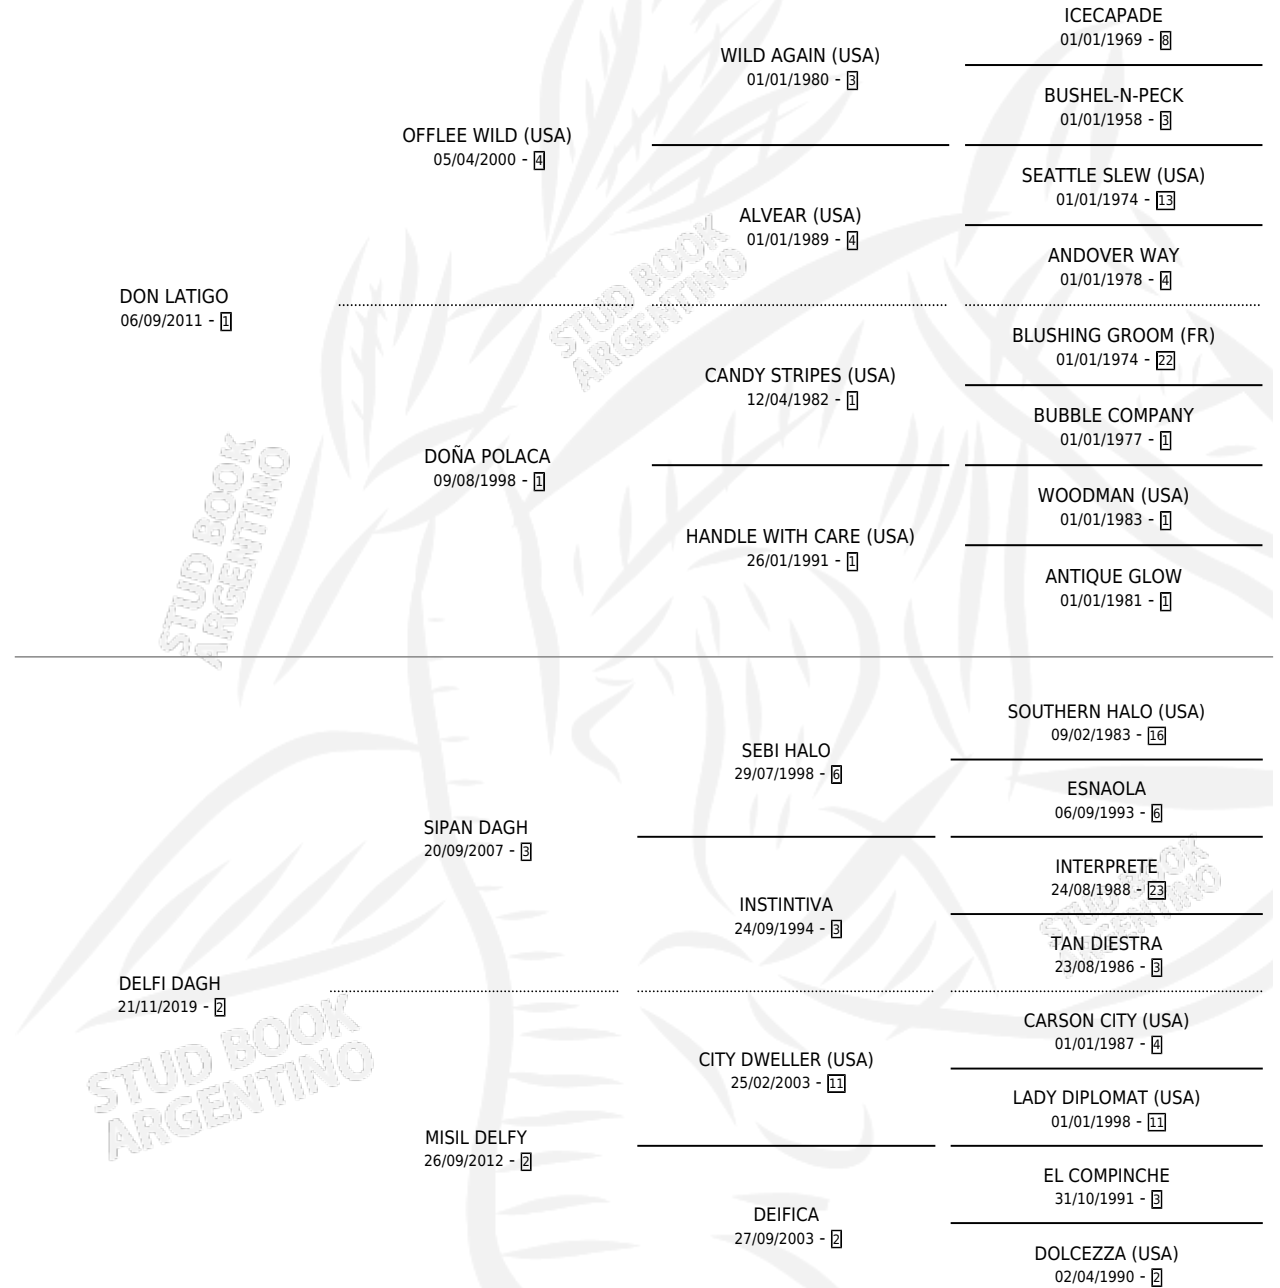 ICECAPADE
01/01/1969 - 8
WILD AGAIN (USA)
01/01/1980 - 3
BUSHEL-N-PECK
01/01/1958 - 3
OFFLEE WILD (USA)
05/04/2000 - 4
SEATTLE SLEW (USA)
01/01/1974 - 13
ALVEAR (USA)
01/01/1989 - 4
ANDOVER WAY
01/01/1978 - 4
DON LATIGO
06/09/2011 - 1
BLUSHING GROOM (FR)
01/01/1974 - 22
CANDY STRIPES (USA)
12/04/1982 - 1
BUBBLE COMPANY
01/01/1977 - 1
DOÑA POLACA
09/08/1998 - 1
WOODMAN (USA)
01/01/1983 - 1
HANDLE WITH CARE (USA)
26/01/1991 - 1
ANTIQUE GLOW
01/01/1981 - 1
SOUTHERN HALO (USA)
09/02/1983 - 16
SEBI HALO
29/07/1998 - 6
ESNAOLA
06/09/1993 - 6
SIPAN DAGH
20/09/2007 - 3
INTERPRETE
24/08/1988 - 23
INSTINTIVA
24/09/1994 - 3
TAN DIESTRA
23/08/1986 - 3
DELFI DAGH
21/11/2019 - 2
CARSON CITY (USA)
01/01/1987 - 4
CITY DWELLER (USA)
25/02/2003 - 11
LADY DIPLOMAT (USA)
01/01/1998 - 11
MISIL DELFY
26/09/2012 - 2
EL COMPINCHE
31/10/1991 - 3
DEIFICA
27/09/2003 - 2
DOLCEZZA (USA)
02/04/1990 - 2
STUD BOOK
ARGENTINO
STUD BOOK
ARGENTINO
STUD BOOK
ARGENTINO
STUD BOOK
ARGENTINO